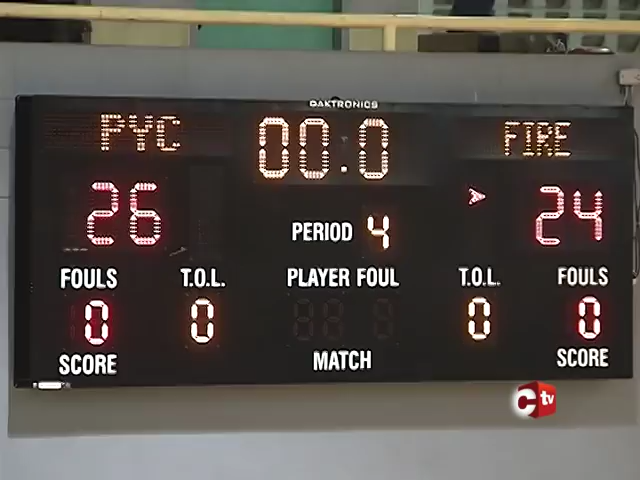 DAKTRONICS
PYC 00.0 FIRE
26 PERIOD 4 24
FOULS T.O.L. PLAYER FOUL T.O.L. FOULS
0 0 0 0
SCORE MATCH SCORE
Ctv